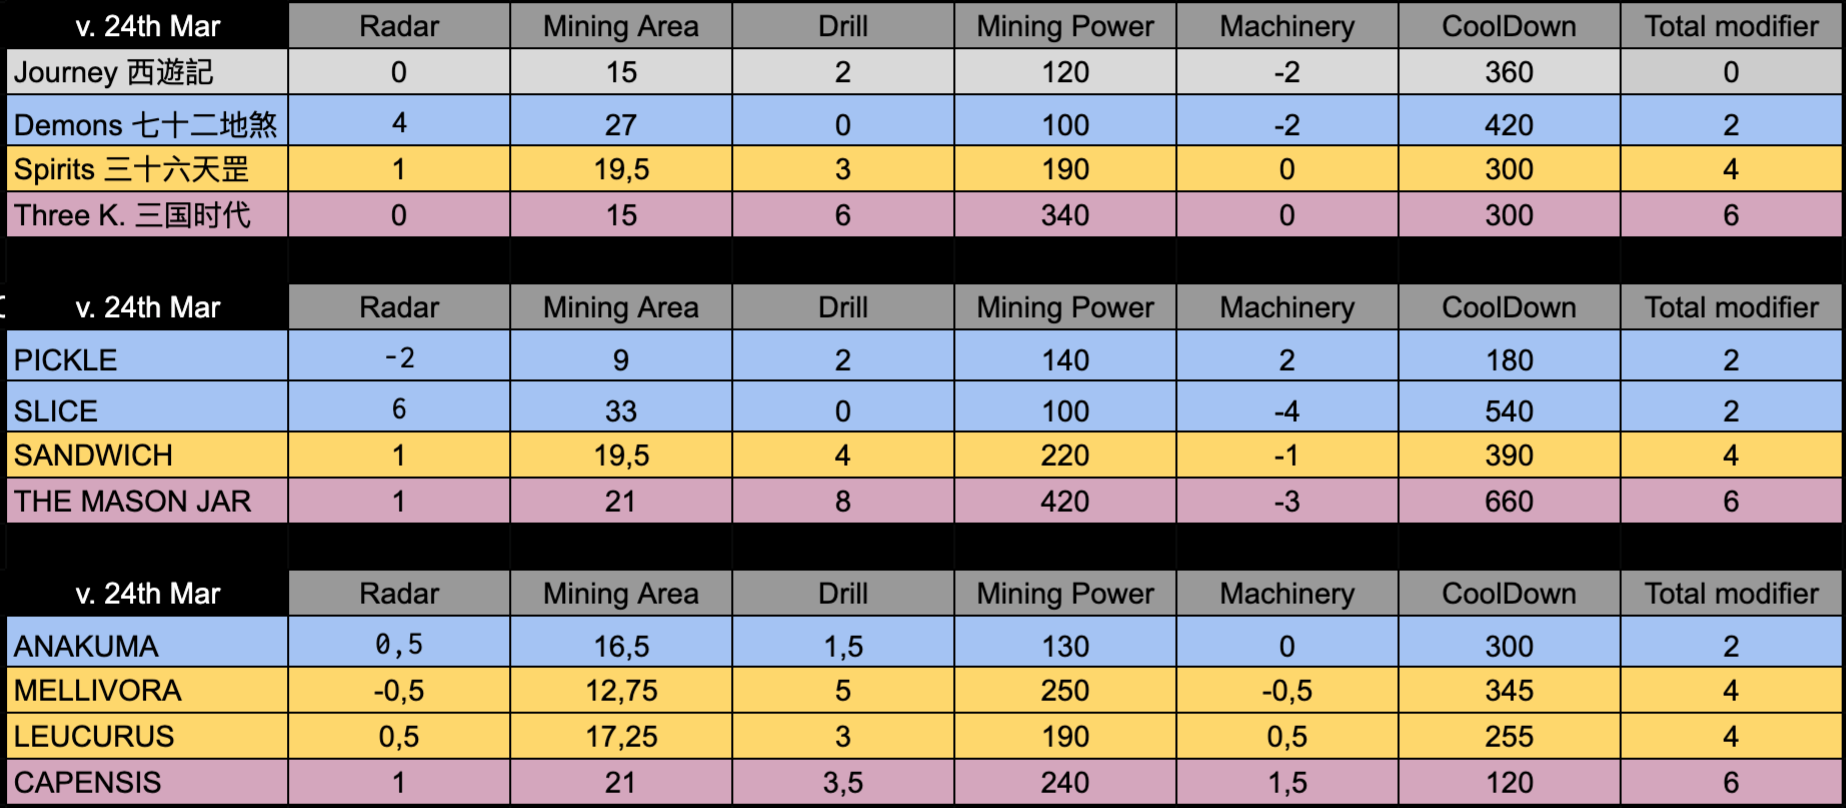 v. 24th Mar Radar Mining Area Drill Mining Power Machinery CoolDown Total modifier
Journey 西遊記 0 15 2 120 -2 360 0
Demons 七十二地煞 4 27 0 100 -2 420 2
Spirits 三十六天罡 1 19,5 3 190 0 300 4
Three K. 三国时代 0 15 6 340 0 300 6
v. 24th Mar Radar Mining Area Drill Mining Power Machinery CoolDown Total modifier
PICKLE -2 9 2 140 2 180 2
SLICE 6 33 0 100 -4 540 2
SANDWICH 1 19,5 4 220 -1 390 4
THE MASON JAR 1 21 8 420 -3 660 6
v. 24th Mar Radar Mining Area Drill Mining Power Machinery CoolDown Total modifier
ANAKUMA 0,5 16,5 1,5 130 0 300 2
MELLIVORA -0,5 12,75 5 250 -0,5 345 4
LEUCURUS 0,5 17,25 3 190 0,5 255 4
CAPENSIS 1 21 3,5 240 1,5 120 6